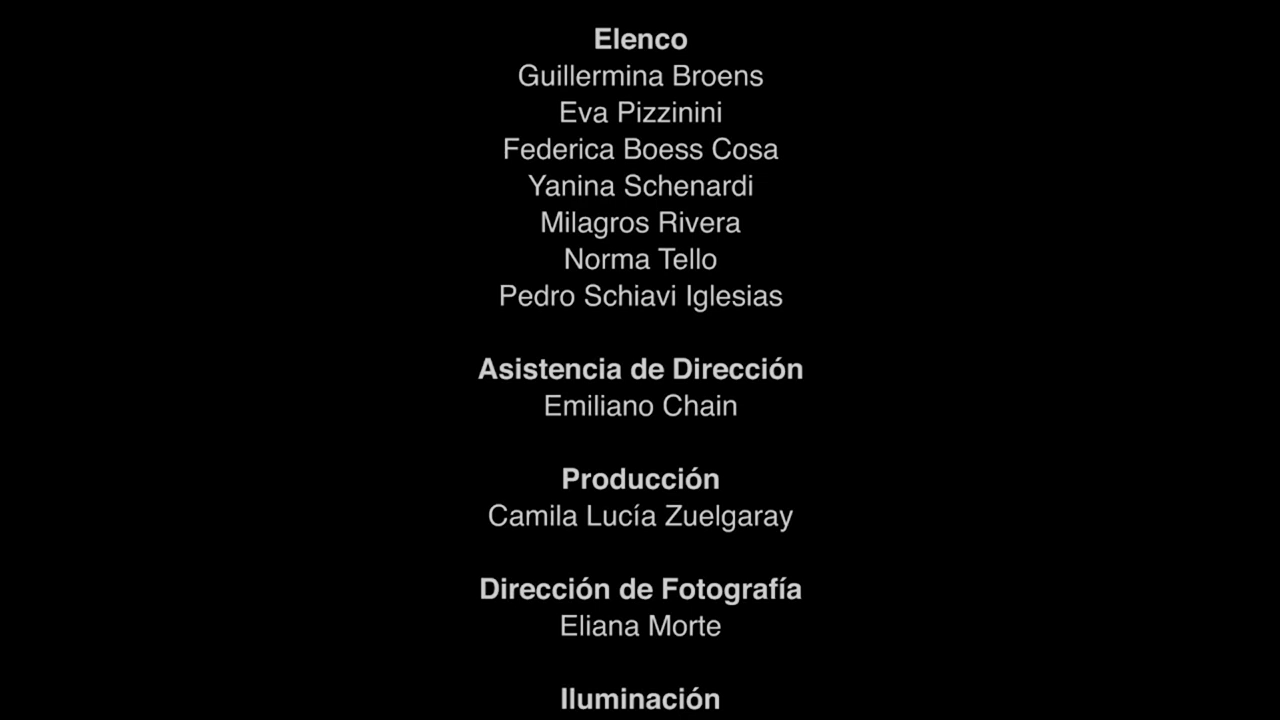 Elenco
Guillermina Broens
Eva Pizzinini
Federica Boess Cosa
Yanina Schenardi
Milagros Rivera
Norma Tello
Pedro Schiavi Iglesias
Asistencia de Dirección
Emiliano Chain
Producción
Camila Lucía Zuelgaray
Dirección de Fotografía
Eliana Morte
Iluminación